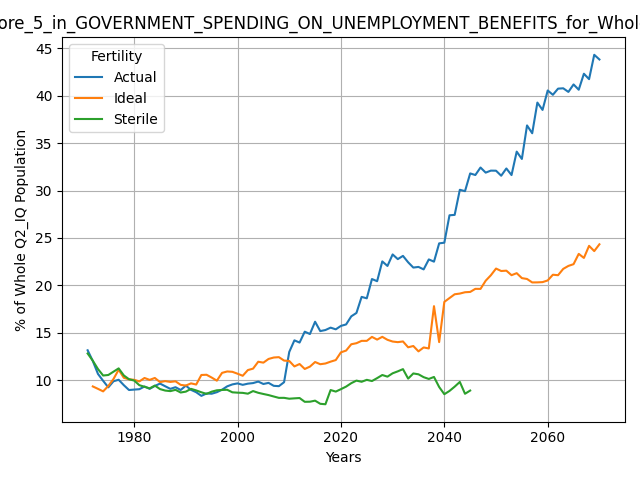 ore_5_in_GOVERNMENT_SPENDING_ON_UNEMPLOYMENT_BENEFITS_for_Whol
45
40
35
30
25
20
15
10
% of Whole Q2_IQ Population
Fertility
Actual
Ideal
Sterile
1980 2000 2020 2040 2060
Years